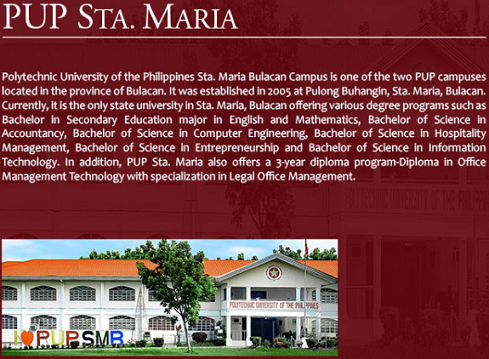 PUP STA. MARIA
Polytechnic University of the Philippines Sta. Maria Bulacan Campus is one of the two PUP campuses
located in the province of Bulacan. It was established in 2005 at Pulong Buhangin, Sta. Maria, Bulacan.
Currently, it is the only state university in Sta. Maria, Bulacan offering various degree programs such as
Bachelor in Secondary Education major in English and Mathematics, Bachelor of Science in
Accountancy, Bachelor of Science in Computer Engineering, Bachelor of Science in Hospitality
Management, Bachelor of Science in Entrepreneurship and Bachelor of Science in Information
Technology. In addition, PUP Sta. Maria also offers a 3-year diploma program-Diploma in Office
Management Technology with specialization in Legal Office Management.
POLYTECHNIC UNIVERSITY OF THE PHILIPPINES
POLYTECHNIC UNIVERSITY OF THE PHILIPPINES
I PUPSMB